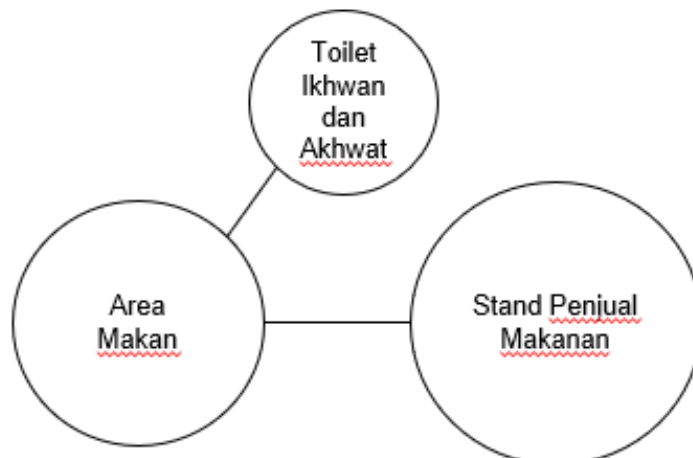 Toilet
Ikhwan
dan
Akhwat
Area
Makan
Stand Penjual
Makanan